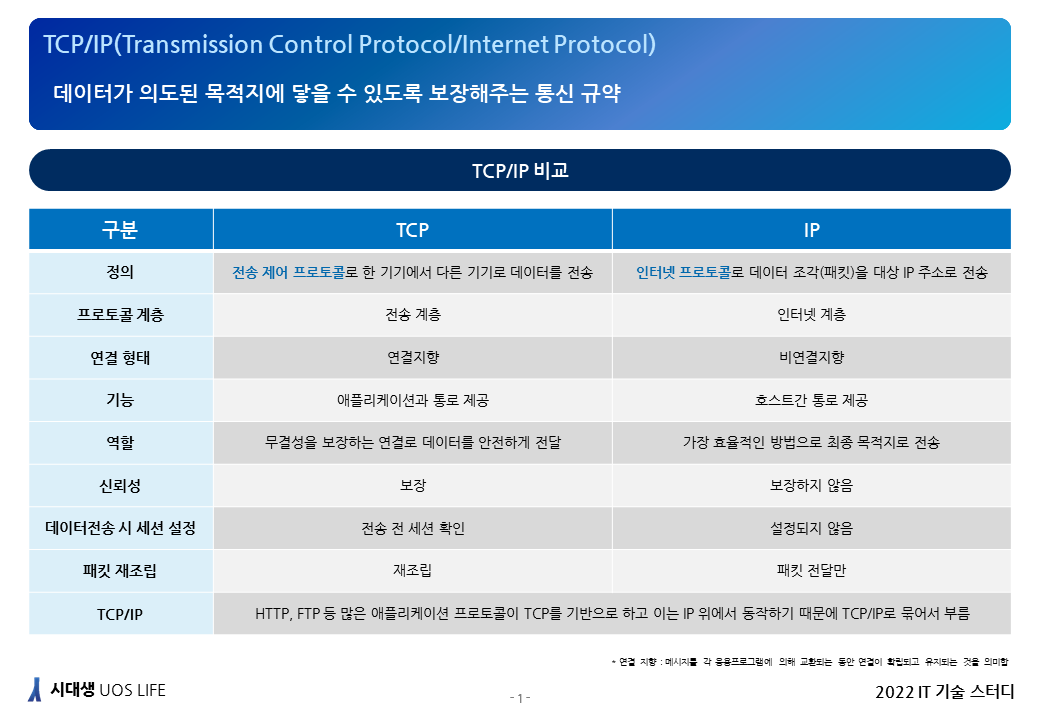 TCP/IP(Transmission Control Protocol/Internet Protocol)
데이터가 의도된 목적지에 닿을 수 있도록 보장해주는 통신 규약
TCP/IP 비교
구분 TCP IP
정의 전송 제어 프로토콜로 한 기기에서 다른 기기로 데이터를 전송 인터넷 프로토콜로 데이터 조각(패킷)을 대상 IP 주소로 전송
프로토콜 계층 전송 계층 인터넷 계층
연결 형태 연결지향 비연결지향
기능 애플리케이션과 통로 제공 호스트간 통로 제공
역할 무결성을 보장하는 연결로 데이터를 안전하게 전달 가장 효율적인 방법으로 최종 목적지로 전송
신뢰성 보장 보장하지 않음
데이터전송 시 세션 설정 전송 전 세션 확인 설정되지 않음
패킷 재조립 재조립 패킷 전달만
TCP/IP HTTP, FTP 등 많은 애플리케이션 프로토콜이 TCP를 기반으로 하고 이는 IP 위에서 동작하기 때문에 TCP/IP로 묶어서 부름
* 연결 지향 : 메시지를 각 응용프로그램에 의해 교환되는 동안 연결이 확립되고 유지되는 것을 의미함
시대생 UOS LIFE
- 1 -
2022 IT 기술 스터디